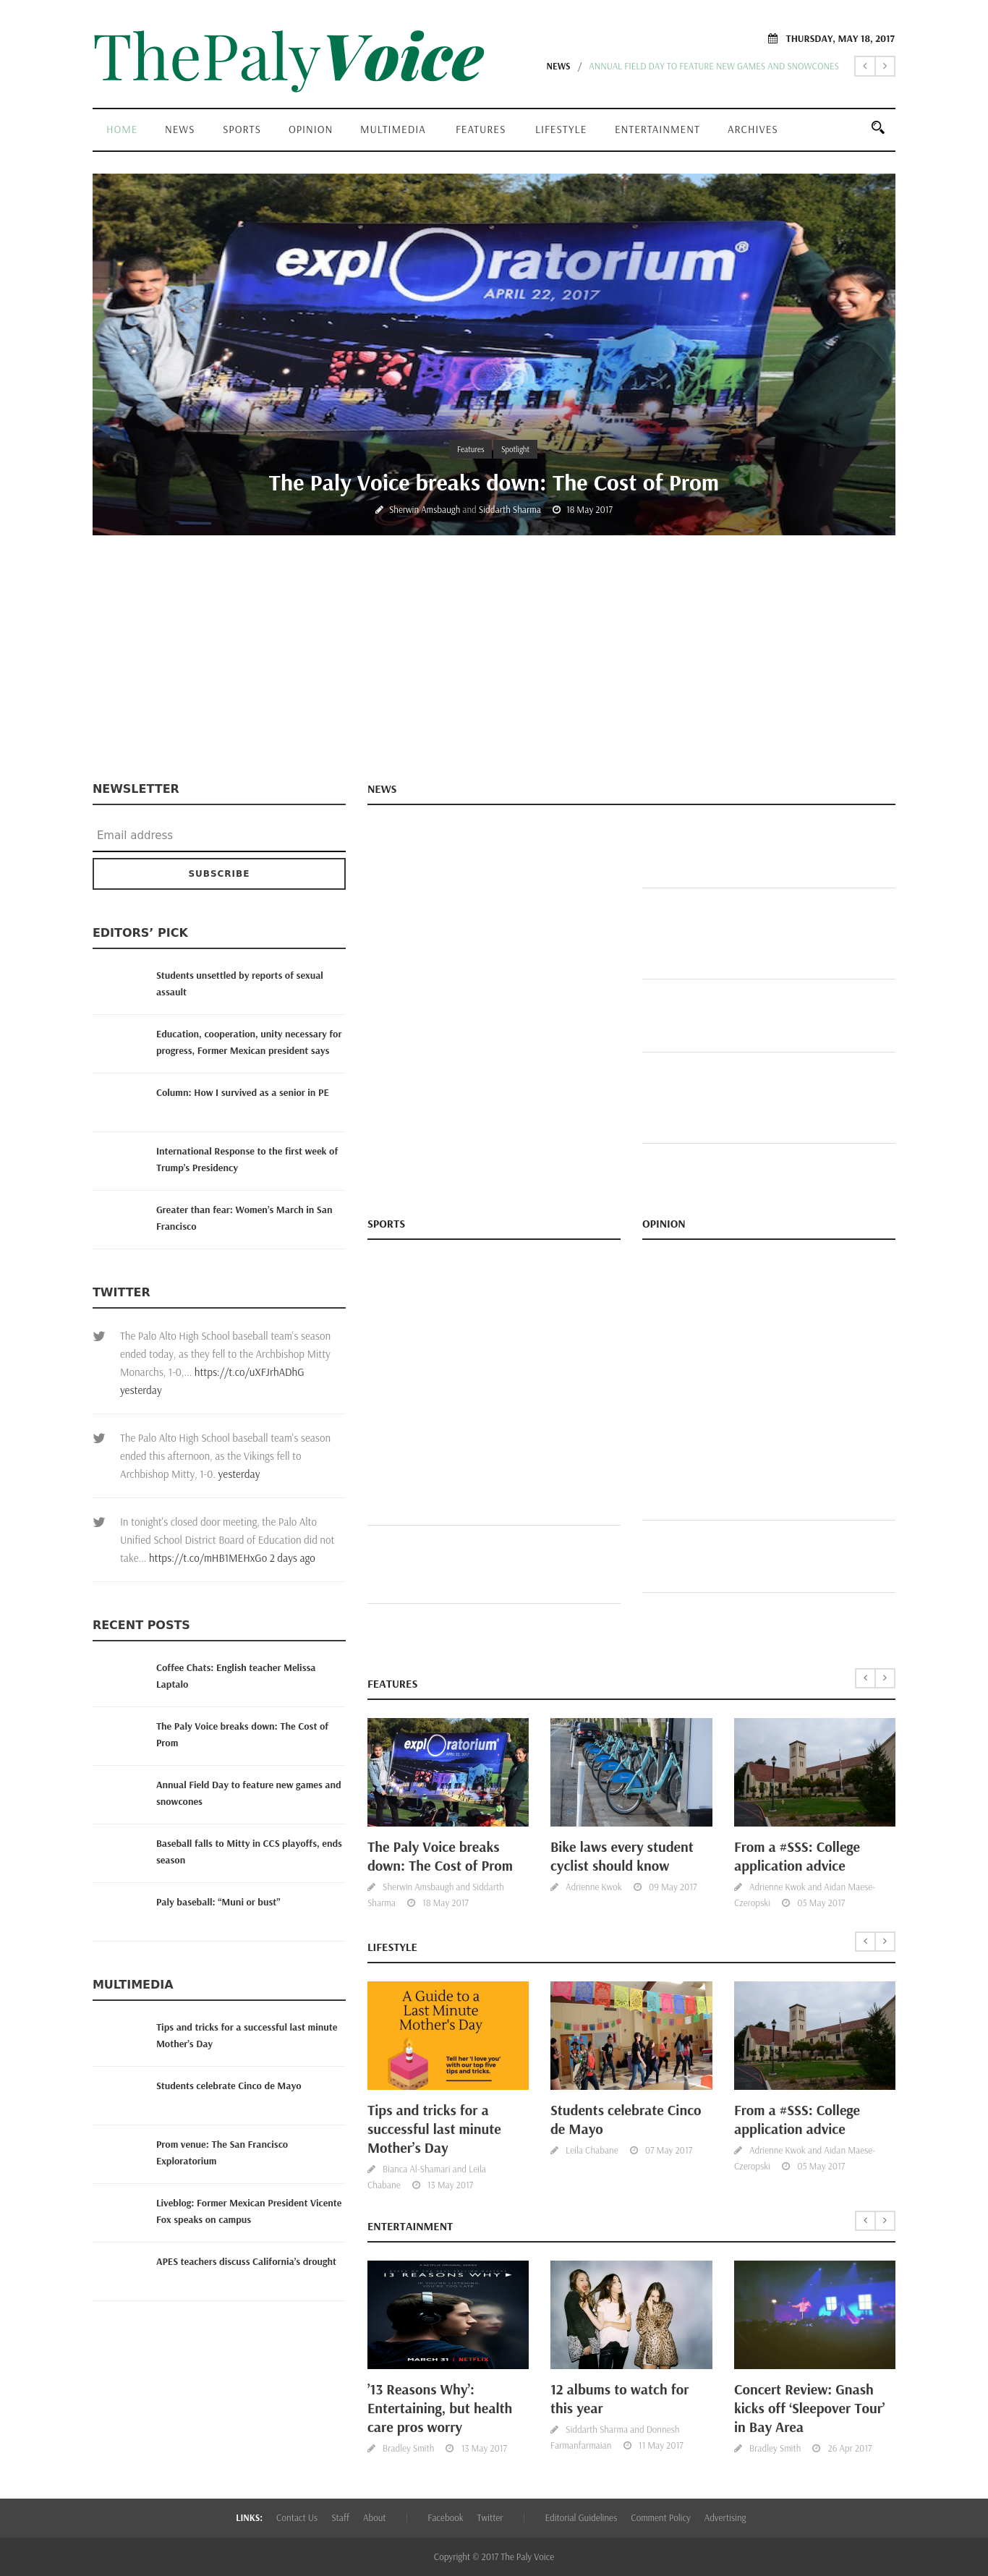 ThePalyVoice
THURSDAY, MAY 18, 2017
NEWS / ANNUAL FIELD DAY TO FEATURE NEW GAMES AND SNOWCONES
HOME NEWS SPORTS OPINION MULTIMEDIA FEATURES LIFESTYLE ENTERTAINMENT ARCHIVES
exploratorium®
APRIL 22, 2017
Features Spotlight
The Paly Voice breaks down: The Cost of Prom
Sherwin Amsbaugh and Siddarth Sharma 18 May 2017
NEWSLETTER
Email address
SUBSCRIBE
EDITORS’ PICK
Students unsettled by reports of sexual
assault
Education, cooperation, unity necessary for
progress, Former Mexican president says
Column: How I survived as a senior in PE
International Response to the first week of
Trump’s Presidency
Greater than fear: Women’s March in San
Francisco
TWITTER
The Palo Alto High School baseball team's season
ended today, as they fell to the Archbishop Mitty
Monarchs, 1-0,... https://t.co/uXFJrhADhG
yesterday
The Palo Alto High School baseball team's season
ended this afternoon, as the Vikings fell to
Archbishop Mitty, 1-0. yesterday
In tonight's closed door meeting, the Palo Alto
Unified School District Board of Education did not
take... https://t.co/mHB1MEHxGo 2 days ago
RECENT POSTS
Coffee Chats: English teacher Melissa
Laptalo
The Paly Voice breaks down: The Cost of
Prom
Annual Field Day to feature new games and
snowcones
Baseball falls to Mitty in CCS playoffs, ends
season
Paly baseball: “Muni or bust”
MULTIMEDIA
Tips and tricks for a successful last minute
Mother’s Day
Students celebrate Cinco de Mayo
Prom venue: The San Francisco
Exploratorium
Liveblog: Former Mexican President Vicente
Fox speaks on campus
APES teachers discuss California’s drought
NEWS
SPORTS
OPINION
FEATURES
exploratorium
The Paly Voice breaks
down: The Cost of Prom
Sherwin Amsbaugh and Siddarth
Sharma 18 May 2017
Bike laws every student
cyclist should know
Adrienne Kwok 09 May 2017
From a #SSS: College
application advice
Adrienne Kwok and Aidan Maese-
Czeropski 05 May 2017
LIFESTYLE
A Guide to a
Last Minute
Mother's Day
Tell her 'I love you'
with our top five
tips and tricks.
Tips and tricks for a
successful last minute
Mother’s Day
Bianca Al-Shamari and Leila
Chabane 13 May 2017
Students celebrate Cinco
de Mayo
Leila Chabane 07 May 2017
From a #SSS: College
application advice
Adrienne Kwok and Aidan Maese-
Czeropski 05 May 2017
ENTERTAINMENT
13 REASONS WHY
MARCH 31 | NETFLIX
’13 Reasons Why’:
Entertaining, but health
care pros worry
Bradley Smith 13 May 2017
12 albums to watch for
this year
Siddarth Sharma and Donnesh
Farmanfarmaian 11 May 2017
Concert Review: Gnash
kicks off ‘Sleepover Tour’
in Bay Area
Bradley Smith 26 Apr 2017
LINKS: Contact Us Staff About | Facebook Twitter | Editorial Guidelines Comment Policy Advertising
Copyright © 2017 The Paly Voice